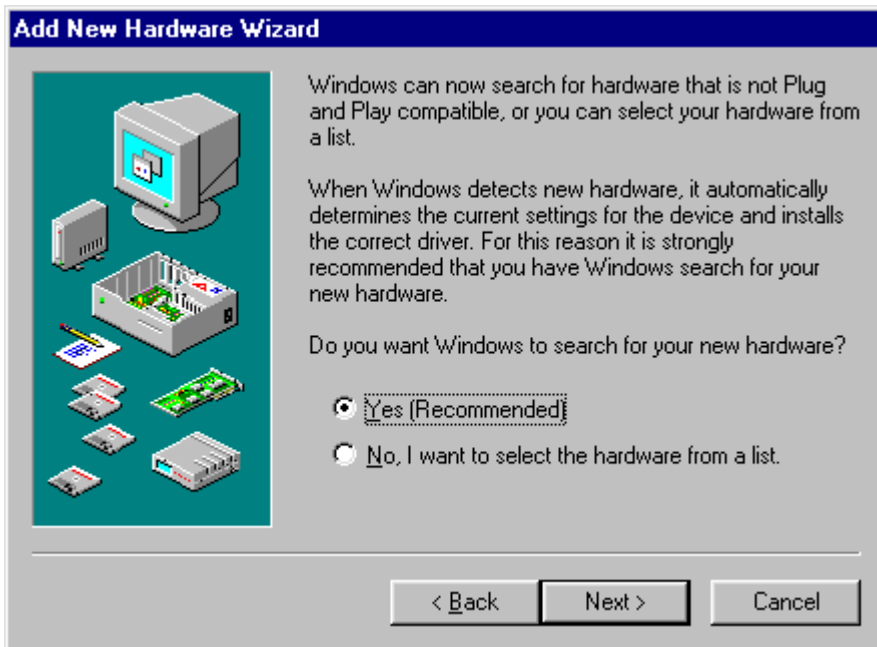 Add New Hardware Wizard
Windows can now search for hardware that is not Plug
and Play compatible, or you can select your hardware from
a list.
When Windows detects new hardware, it automatically
determines the current settings for the device and installs
the correct driver. For this reason it is strongly
recommended that you have Windows search for your
new hardware.
Do you want Windows to search for your new hardware?
Yes (Recommended)
No, I want to select the hardware from a list.
< Back
Next >
Cancel